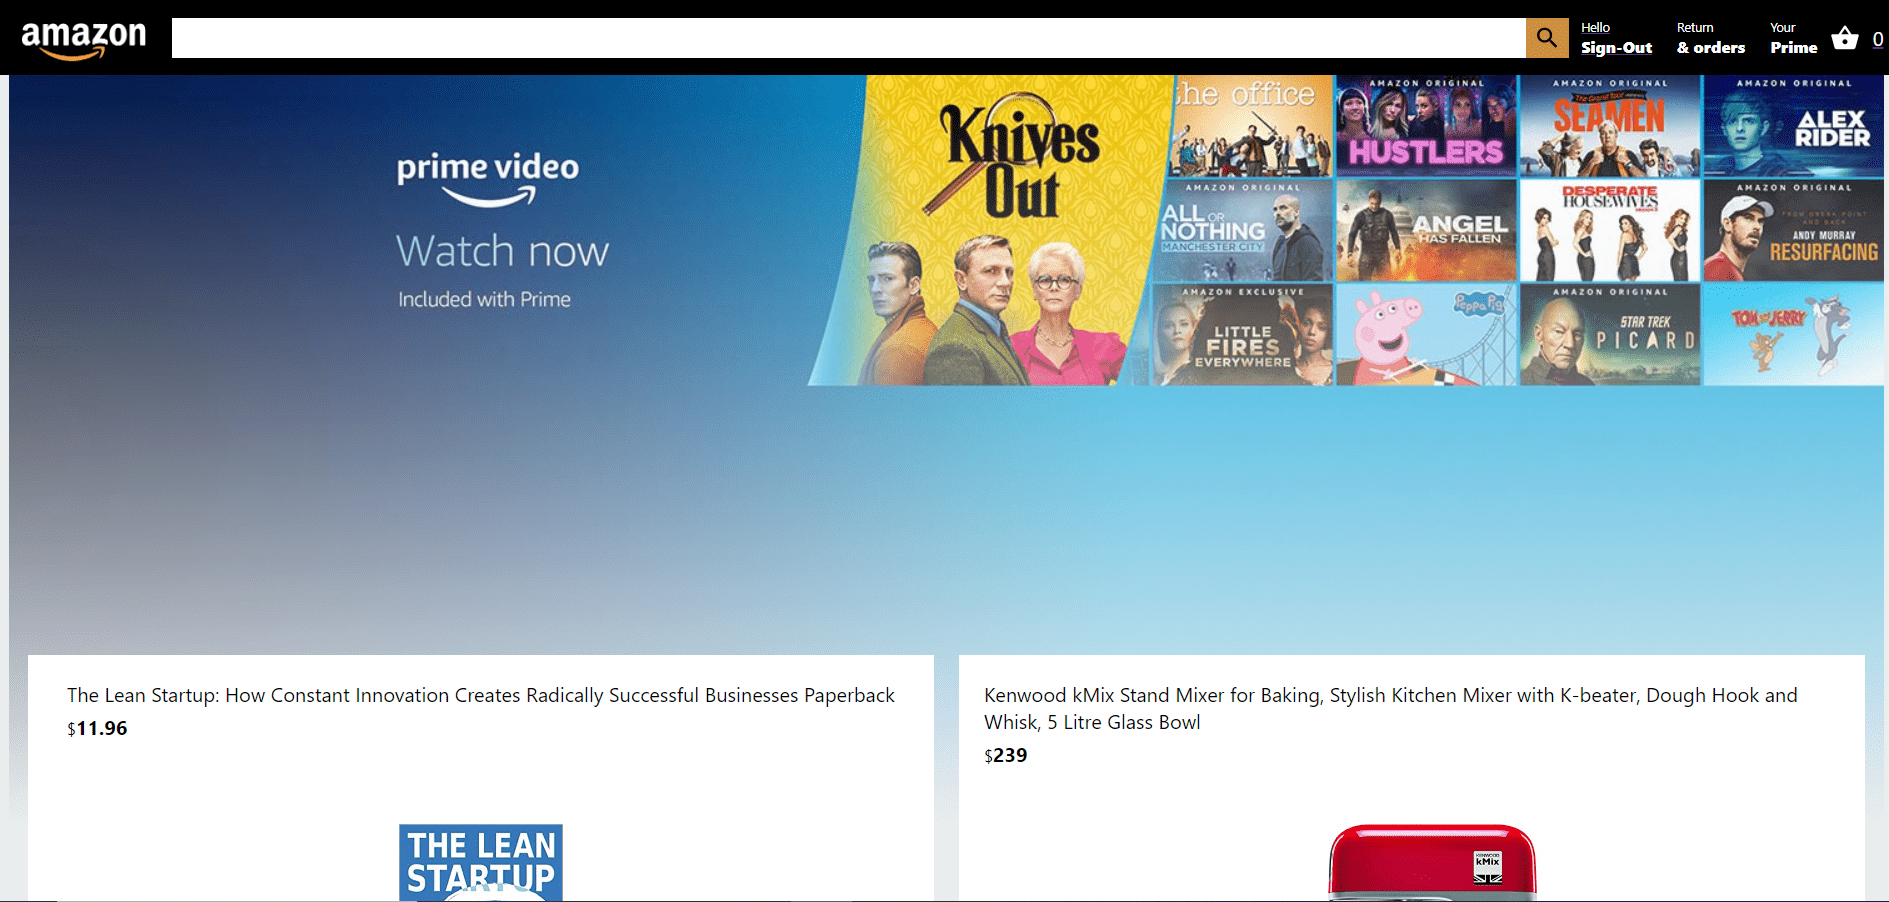 amazon
Hello
Sign-Out
Return
& orders
Your
Prime
0
prime video
Watch now
Included with Prime
Knives
Out
the office
AMAZON ORIGINAL
HUSTLERS
AMAZON ORIGINAL
The Grand Tour
SEAMEN
AMAZON ORIGINAL
ALEX
RIDER
AMAZON ORIGINAL
ALL OR
NOTHING
MANCHESTER CITY
ANGEL
HAS FALLEN
DESPERATE
HOUSEWIVES
AMAZON ORIGINAL
FROM BREAK POINT
AND BACK
ANDY MURRAY
RESURFACING
AMAZON EXCLUSIVE
LITTLE
FIRES
EVERYWHERE
Peppa Pig
AMAZON ORIGINAL
STAR TREK
PICARD
TOM AND JERRY
The Lean Startup: How Constant Innovation Creates Radically Successful Businesses Paperback
$11.96
THE LEAN
STARTUP
Kenwood kMix Stand Mixer for Baking, Stylish Kitchen Mixer with K-beater, Dough Hook and
Whisk, 5 Litre Glass Bowl
$239
KENWOOD
kMix